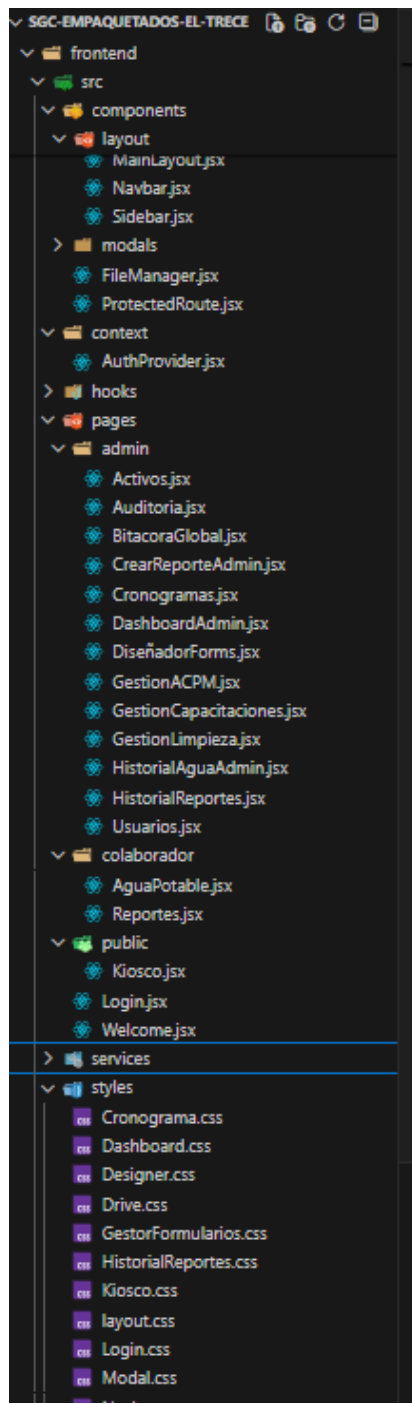 SGC-EMPAQUETADOS-EL-TRECE
frontend
src
components
layout
MainLayout.jsx
Navbar.jsx
Sidebar.jsx
modals
FileManager.jsx
ProtectedRoute.jsx
context
AuthProvider.jsx
hooks
pages
admin
Activos.jsx
Auditoria.jsx
BitacoraGlobal.jsx
CrearReporteAdmin.jsx
Cronogramas.jsx
DashboardAdmin.jsx
DiseñadorForms.jsx
GestionACPM.jsx
GestionCapacitaciones.jsx
GestionLimpieza.jsx
HistorialAguaAdmin.jsx
HistorialReportes.jsx
Usuarios.jsx
colaborador
AguaPotable.jsx
Reportes.jsx
public
Kiosco.jsx
Login.jsx
Welcome.jsx
services
styles
Cronograma.css
Dashboard.css
Designer.css
Drive.css
GestorFormularios.css
HistorialReportes.css
Kiosco.css
layout.css
Login.css
Modal.css